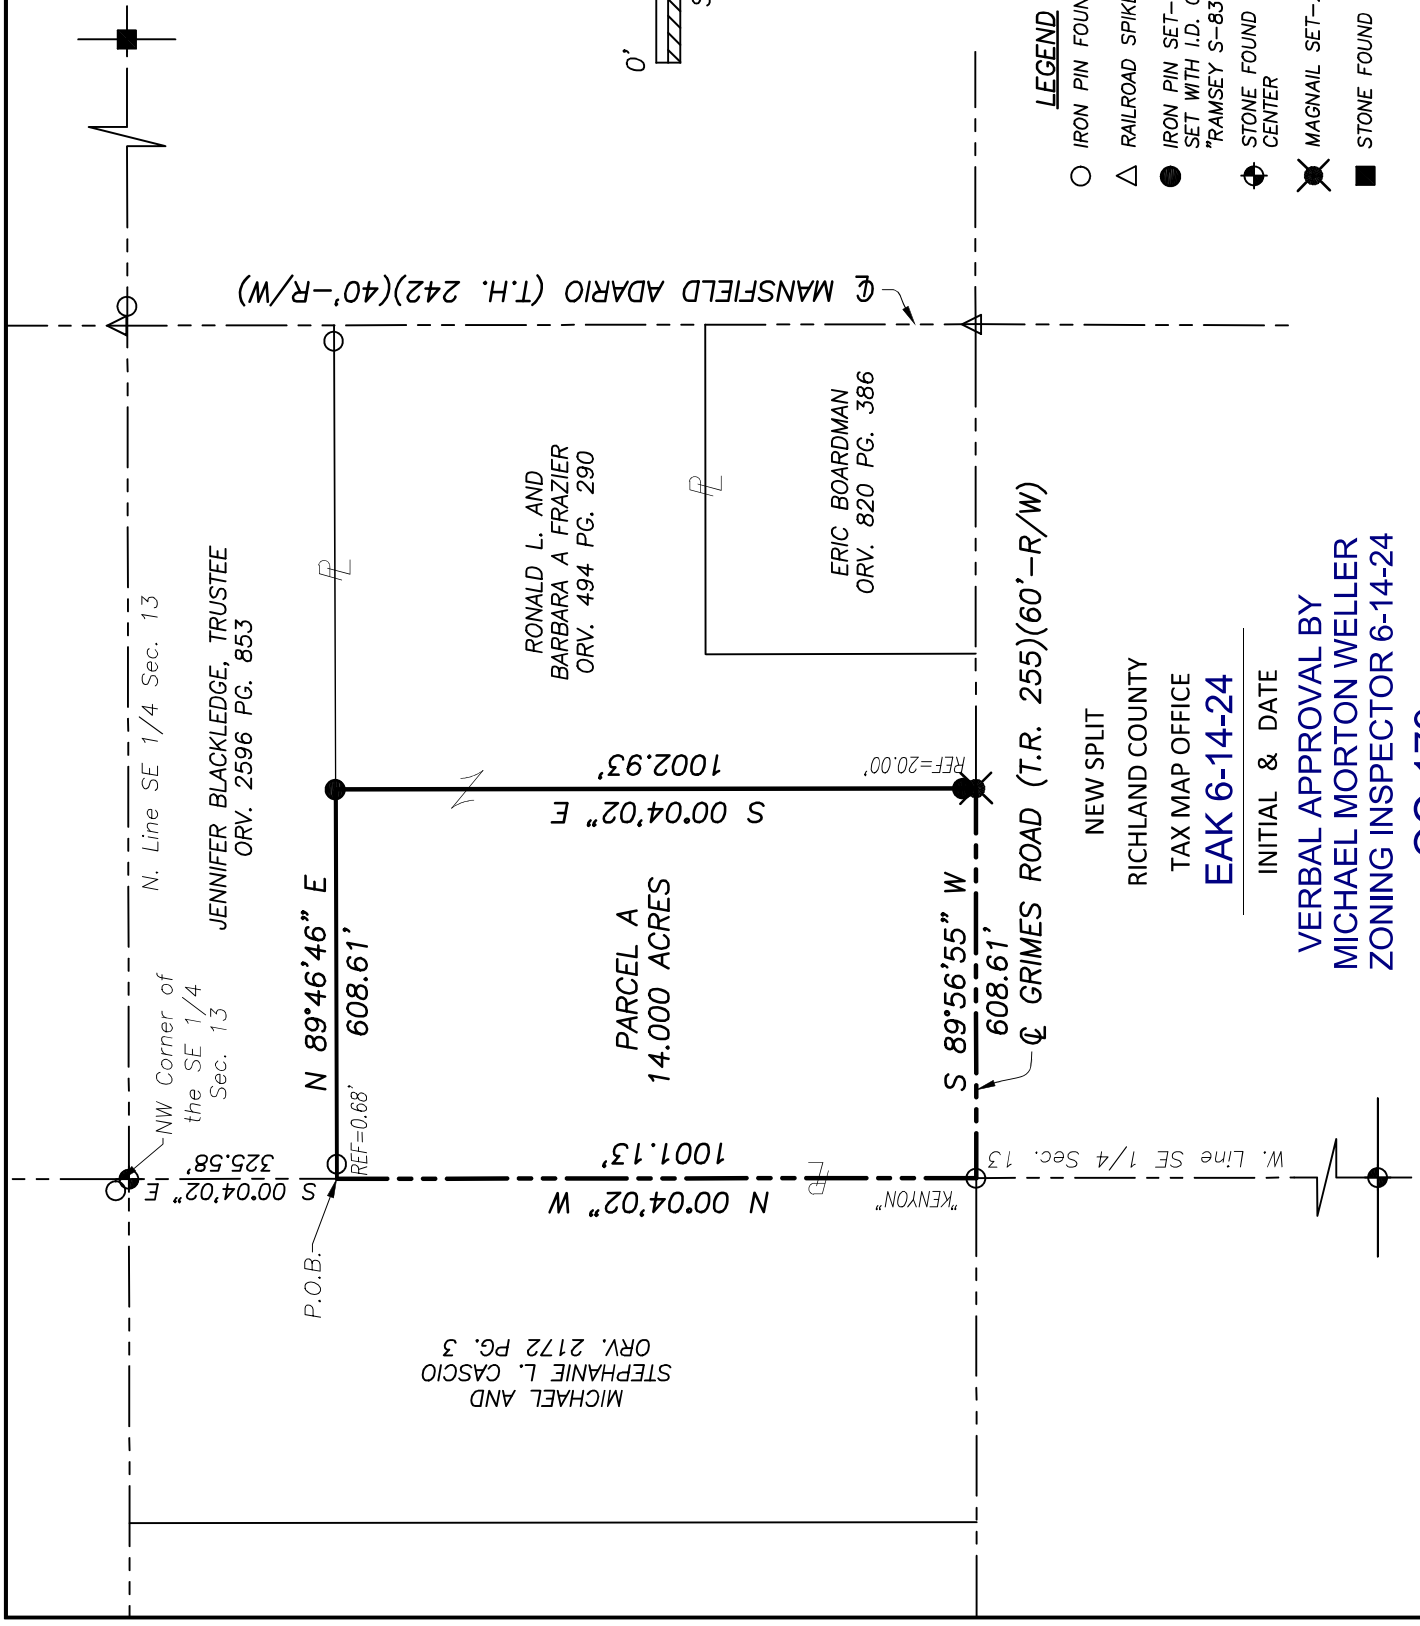 N. Line SE 1/4 Sec. 13
NW Corner of
the SE 1/4
Sec. 13
JENNIFER BLACKLEDGE, TRUSTEE
ORV. 2596 PG. 853
S 00°04'02" E
325.58'
P.O.B.
REF=0.68'
N 89°46'46" E
608.61'
MICHAEL AND
STEPHANIE L. CASCIO
ORV. 2172 PG. 3
N 00°04'02" W
1001.13'
"KENYON"
PARCEL A
14.000 ACRES
S 00°04'02" E
1002.93'
REF=20.00'
RONALD L. AND
BARBARA A FRAZIER
ORV. 494 PG. 290
ERIC BOARDMAN
ORV. 820 PG. 386
℄ MANSFIELD ADARIO (T.H. 242)(40'-R/W)
S 89°56'55" W
608.61'
℄ GRIMES ROAD (T.R. 255)(60'-R/W)
W. Line SE 1/4 Sec. 13
NEW SPLIT
RICHLAND COUNTY
TAX MAP OFFICE
EAK 6-14-24
INITIAL & DATE
VERBAL APPROVAL BY
MICHAEL MORTON WELLER
ZONING INSPECTOR 6-14-24
0'
LEGEND
IRON PIN FOUN
RAILROAD SPIKE
IRON PIN SET-
SET WITH I.D.
"RAMSEY S-83
STONE FOUND
CENTER
MAGNAIL SET-
STONE FOUND